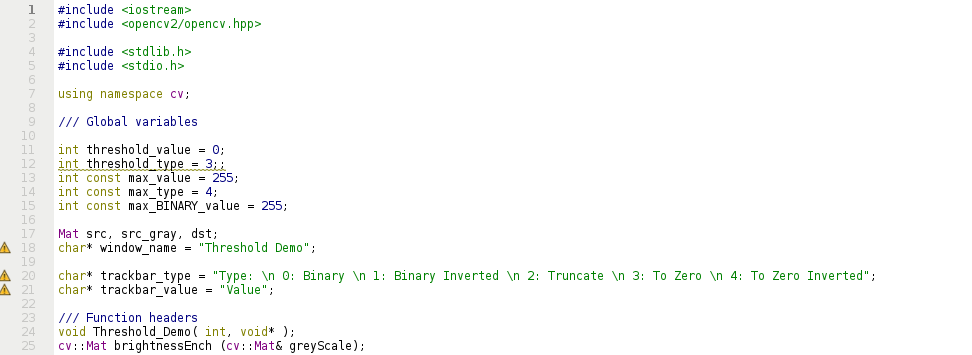 1 #include <iostream>
2 #include <opencv2/opencv.hpp>
3
4 #include <stdlib.h>
5 #include <stdio.h>
6
7 using namespace cv;
8
9 /// Global variables
10
11 int threshold_value = 0;
12 int threshold_type = 3;;
13 int const max_value = 255;
14 int const max_type = 4;
15 int const max_BINARY_value = 255;
16
17 Mat src, src_gray, dst;
18 char* window_name = "Threshold Demo";
19
20 char* trackbar_type = "Type: \n 0: Binary \n 1: Binary Inverted \n 2: Truncate \n 3: To Zero \n 4: To Zero Inverted";
21 char* trackbar_value = "Value";
22
23 /// Function headers
24 void Threshold_Demo( int, void* );
25 cv::Mat brightnessEnch (cv::Mat& greyScale);